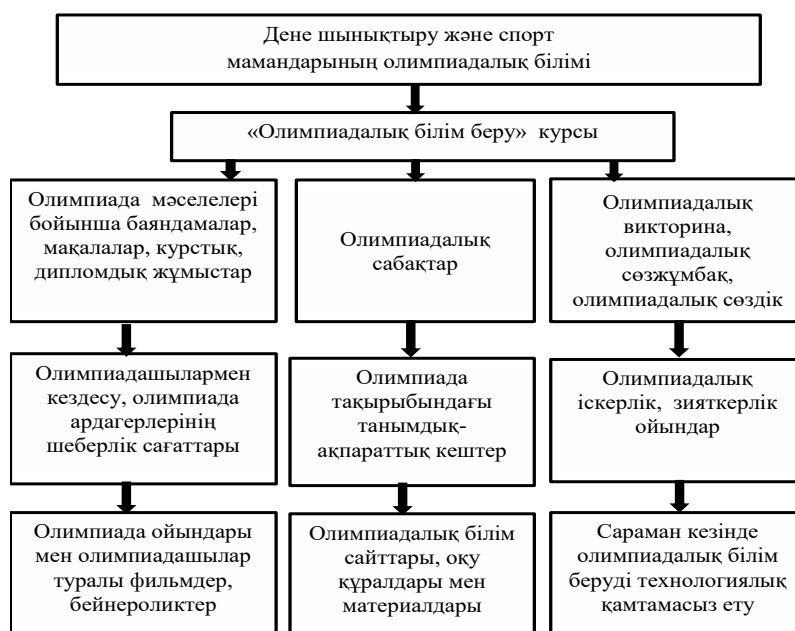 Дене шынықтыру және спорт
мамандарының олимпиадалық білімі
«Олимпиадалық білім беру» курсы
Олимпиада мәселелері
бойынша баяндамалар,
мақалалар, курстық,
дипломдық жұмыстар
Олимпиадалық
сабақтар
Олимпиадалық
викторина,
олимпиадалық
сөзжұмбақ,
олимпиадалық сөздік
Олимпиадашылармен
кездесу, олимпиада
ардагерлерінің
шеберлік сағаттары
Олимпиада
тақырыбындағы
танымдық-
ақпараттық кештер
Олимпиадалық
іскерлік, зияткерлік
ойындар
Олимпиада ойындары
мен олимпиадашылар
туралы фильмдер,
бейнероликтер
Олимпиадалық білім
сайттары, оқу
құралдары мен
материалдары
Сараман кезінде
олимпиадалық білім
беруді технологиялық
қамтамасыз ету